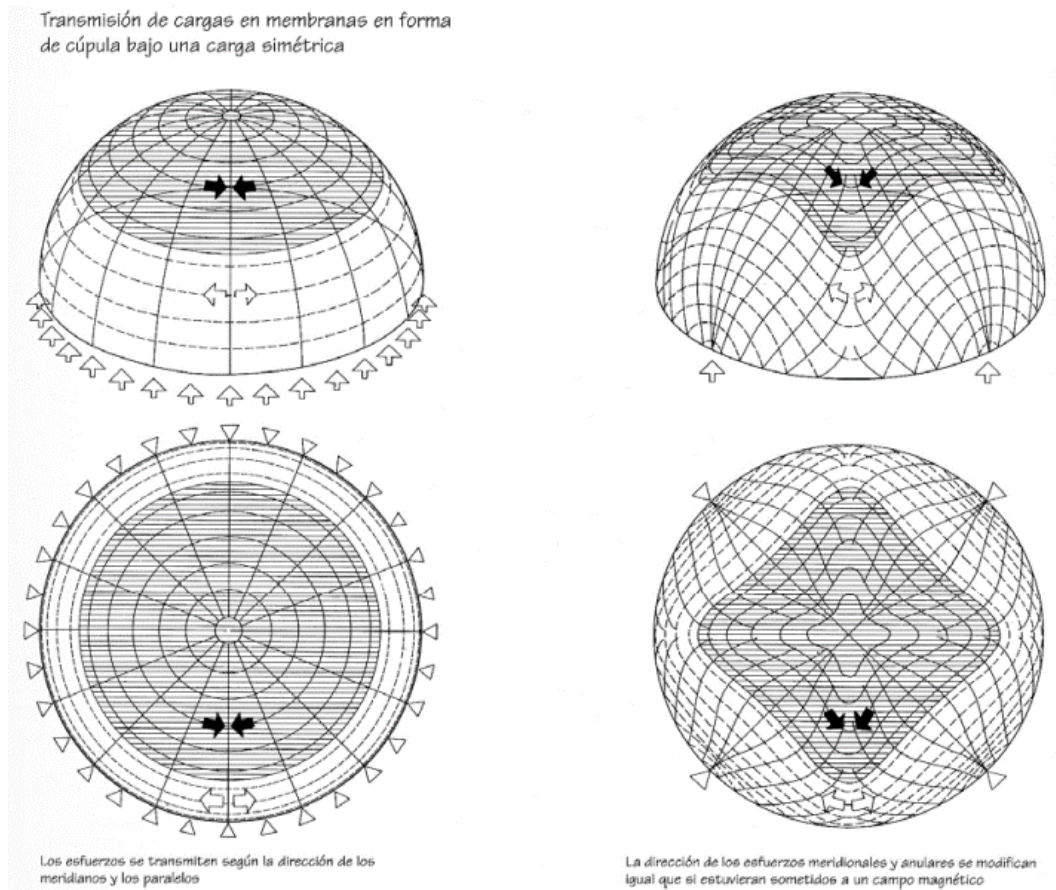 Transmisión de cargas en membranas en forma
de cúpula bajo una carga simétrica
Los esfuerzos se transmiten según la dirección de los
meridianos y los paralelos
La dirección de los esfuerzos meridionales y anulares se modifican
igual que si estuvieran sometidos a un campo magnético